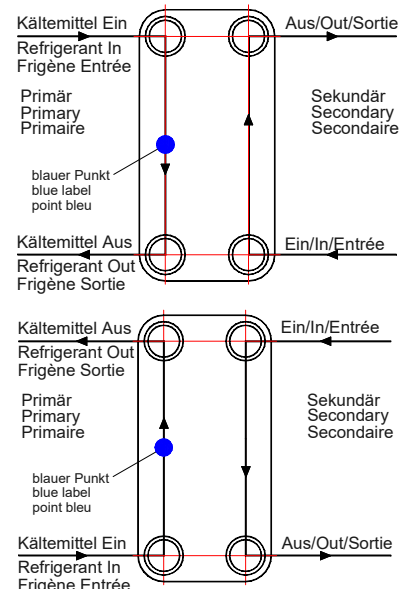 Kältemittel Ein
Refrigerant In
Frigène Entrée
Aus/Out/Sortie
Primär
Primary
Primaire
Sekundär
Secondary
Secondaire
blauer Punkt
blue label
point bleu
Kältemittel Aus
Refrigerant Out
Frigène Sortie
Ein/In/Entrée
Kältemittel Aus
Refrigerant Out
Frigène Sortie
Ein/In/Entrée
Primär
Primary
Primaire
Sekundär
Secondary
Secondaire
blauer Punkt
blue label
point bleu
Kältemittel Ein
Refrigerant In
Frigène Entrée
Aus/Out/Sortie